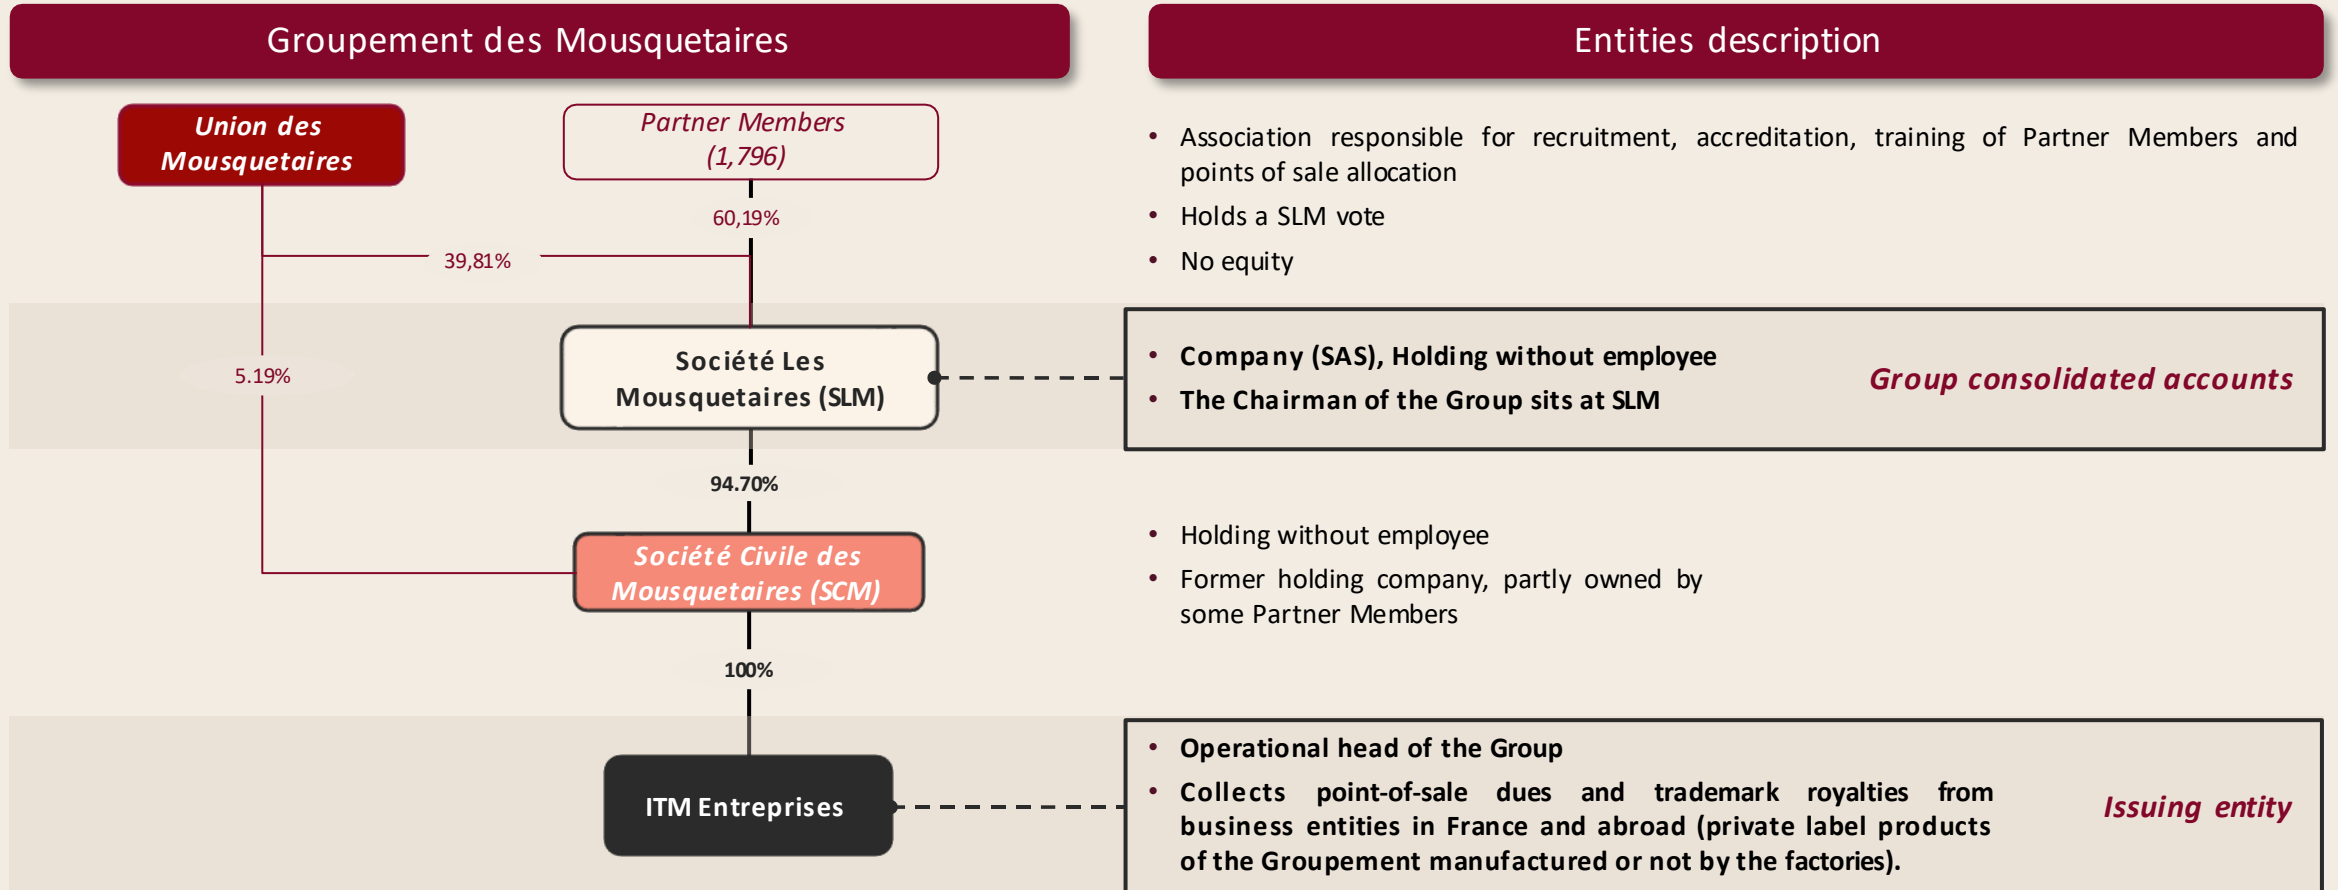 Groupement des Mousquetaires
Entities description
Union des
Mousquetaires
Partner Members
(1,796)
60,19%
39,81%
• Association responsible for recruitment, accreditation, training of Partner Members and
points of sale allocation
• Holds a SLM vote
• No equity
5.19%
Société Les
Mousquetaires (SLM)
• Company (SAS), Holding without employee
• The Chairman of the Group sits at SLM
Group consolidated accounts
94.70%
Société Civile des
Mousquetaires (SCM)
• Holding without employee
• Former holding company, partly owned by
some Partner Members
100%
ITM Entreprises
• Operational head of the Group
• Collects point-of-sale dues and trademark royalties from
business entities in France and abroad (private label products
of the Groupement manufactured or not by the factories).
Issuing entity